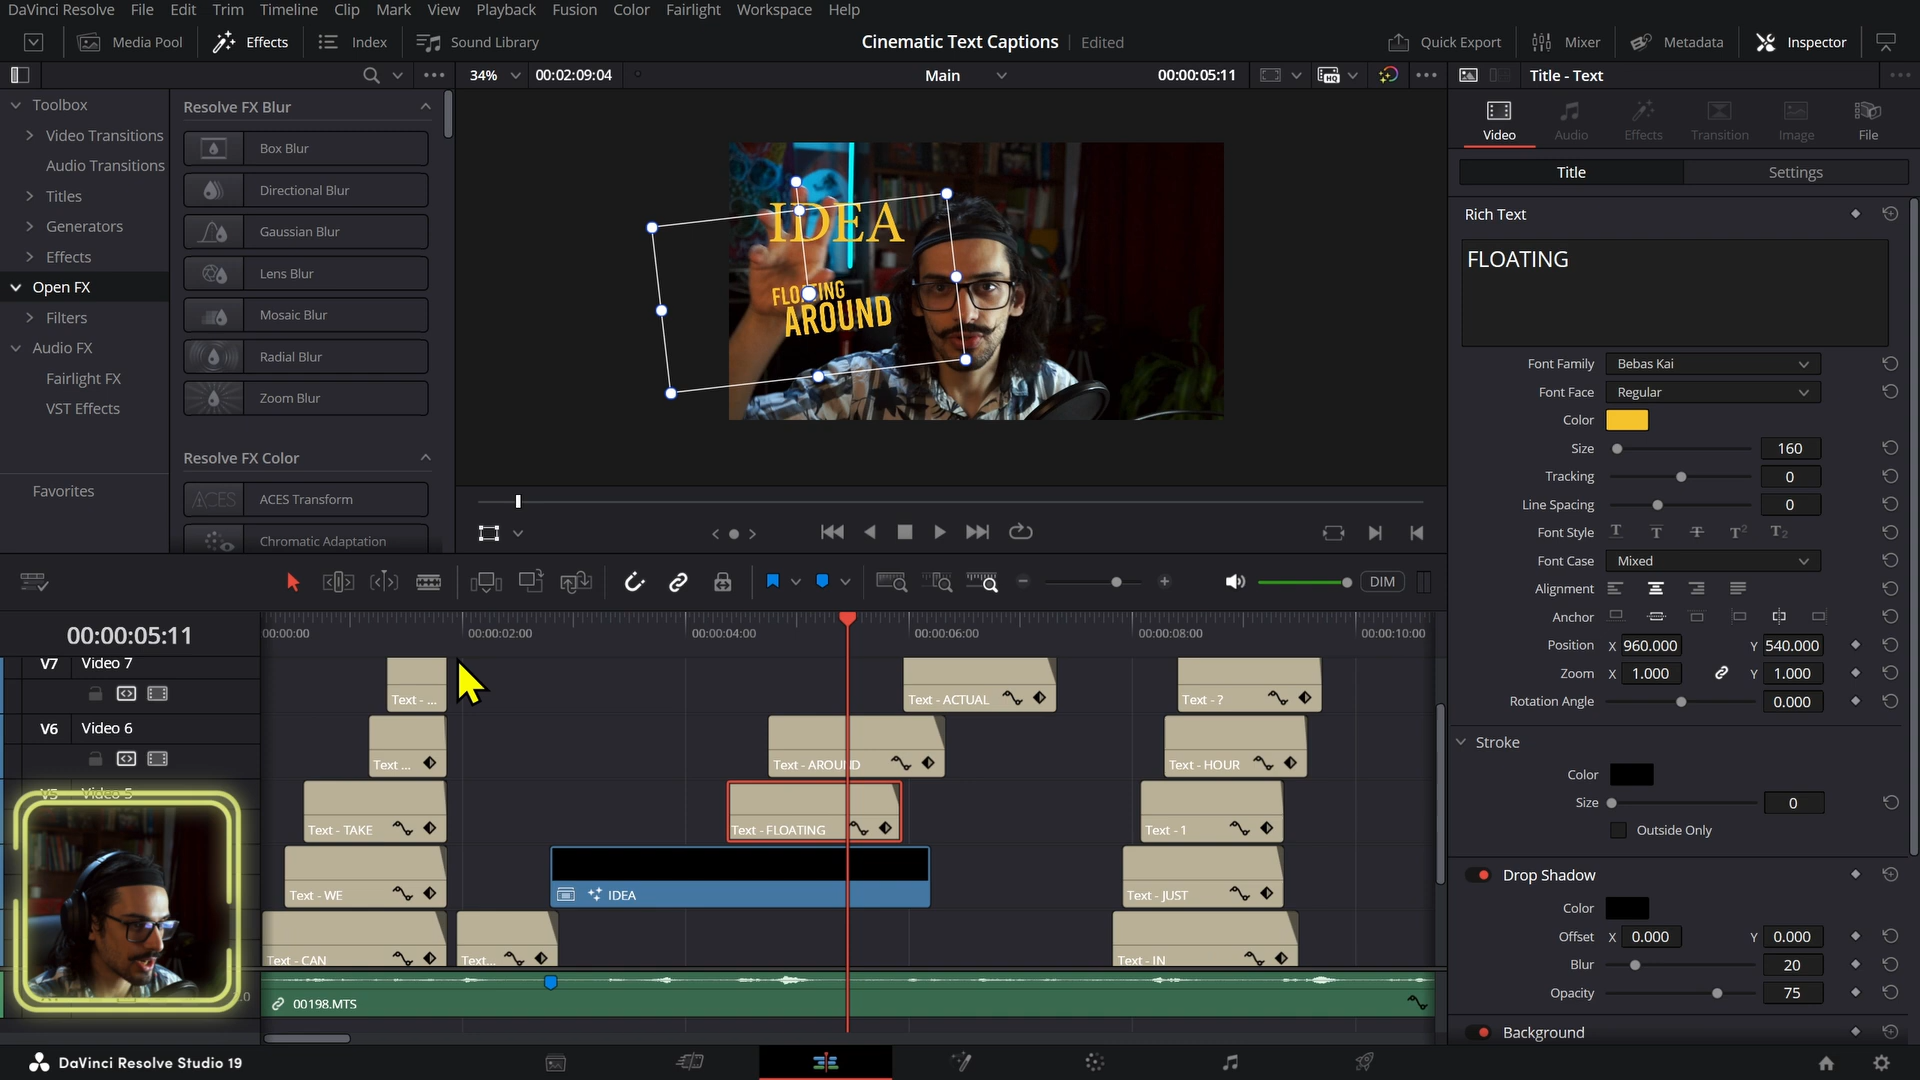 DaVinci Resolve File Edit Trim Timeline Clip Mark View Playback Fusion Color Fairlight Workspace Help
Media Pool Effects Index Sound Library Cinematic Text Captions Edited Quick Export Mixer Metadata Inspector
34% 00:02:09:04 Main 00:00:05:11 Title - Text
Toolbox
Video Transitions
Audio Transitions
Titles
Generators
Effects
Open FX
Filters
Audio FX
Fairlight FX
VST Effects
Favorites
Resolve FX Blur
Box Blur
Directional Blur
Gaussian Blur
Lens Blur
Mosaic Blur
Radial Blur
Zoom Blur
Resolve FX Color
ACES ACES Transform
Chromatic Adaptation
IDEA
FLOATING
AROUND
Video Audio Effects Transition Image File
Title Settings
Rich Text
FLOATING
Font Family Bebas Kai
Font Face Regular
Color
Size 160
Tracking 0
Line Spacing 0
Font Style T T T T2 T2
Font Case Mixed
Alignment
Anchor
Position X 960.000 Y 540.000
Zoom X 1.000 Y 1.000
Rotation Angle 0.000
Stroke
Color
Size 0
Outside Only
Drop Shadow
Color
Offset X 0.000 Y 0.000
Blur 20
Opacity 75
Background
DIM
00:00:05:11 00:00:00 00:00:02:00 00:00:04:00 00:00:06:00 00:00:08:00 00:00:10:00
V7 Video 7
Text - ... Text - ACTUAL Text - ?
V6 Video 6
Text ... Text - AROUND Text - HOUR
V5 Video 5
Text - TAKE Text - FLOATING Text - 1
Text - WE IDEA Text - JUST
Text - CAN Text... Text - IN
00198.MTS
DaVinci Resolve Studio 19